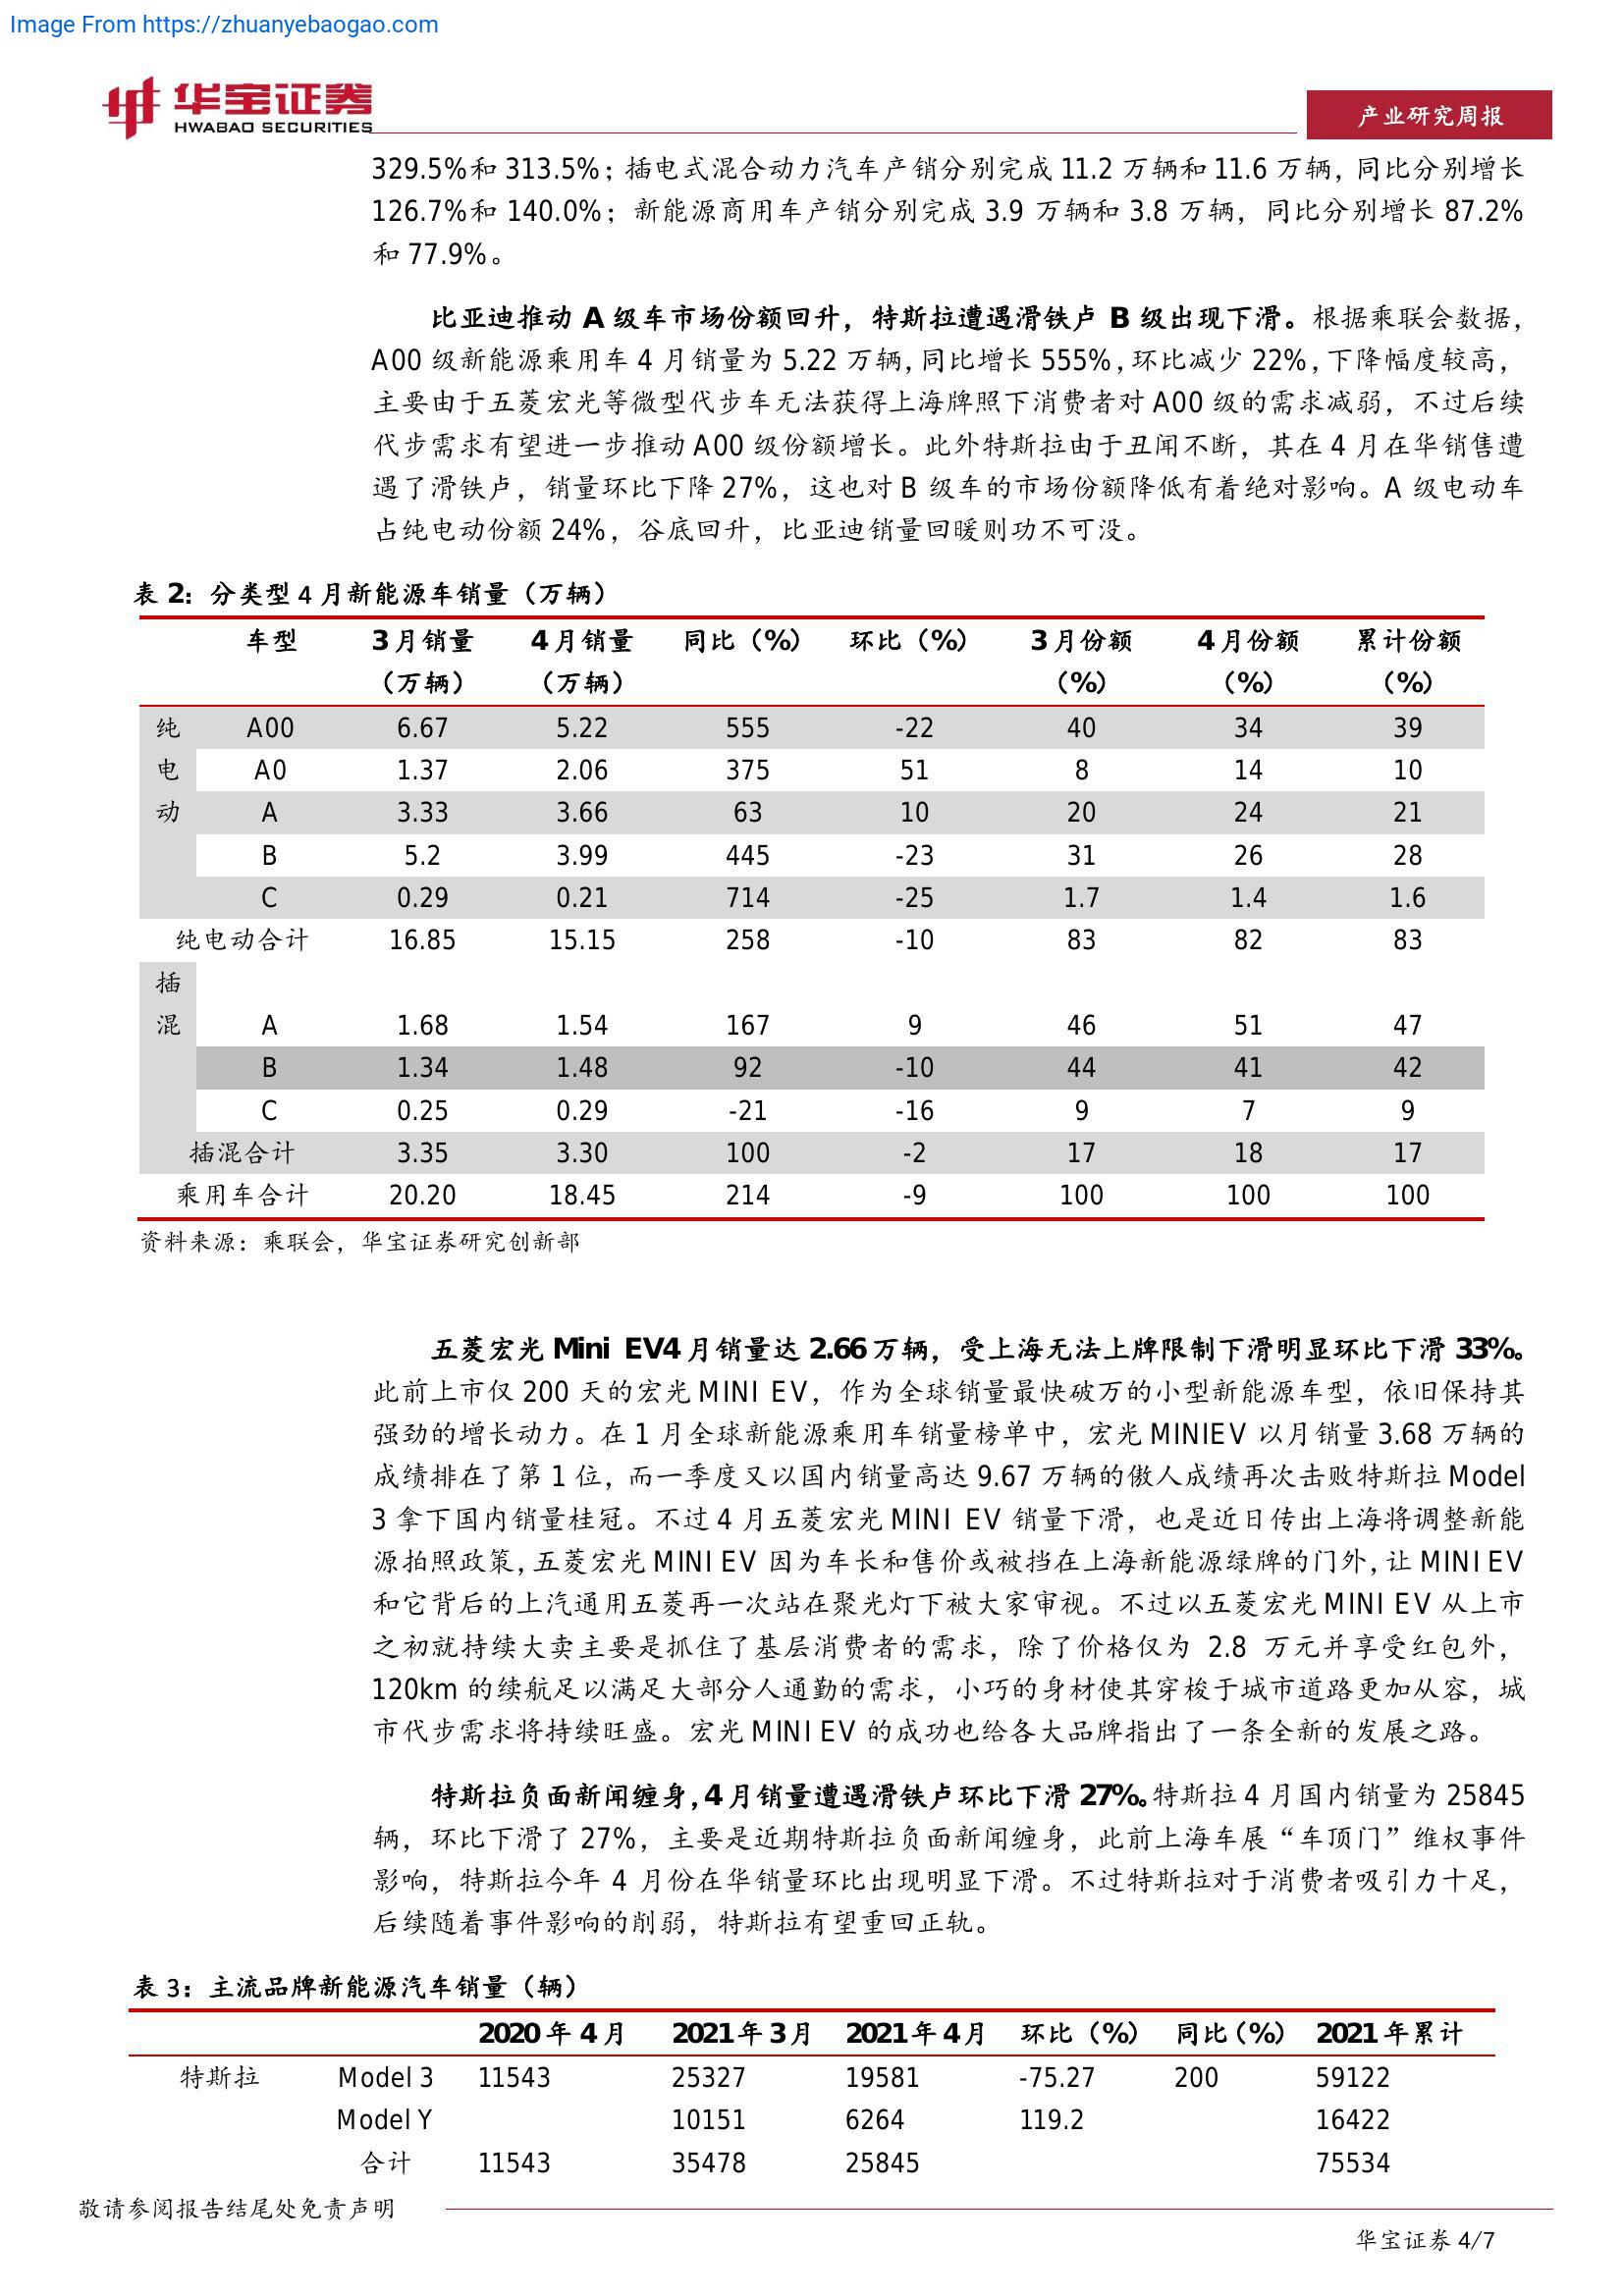 Image From https://zhuanyebaogao.com
华宝证券
HWABAO SECURITIES
产业研究周报
329.5%和 313.5%；插电式混合动力汽车产销分别完成 11.2 万辆和 11.6 万辆，同比分别增长
126.7%和 140.0%；新能源商用车产销分别完成 3.9 万辆和 3.8 万辆，同比分别增长 87.2%
和 77.9%。
比亚迪推动 A 级车市场份额回升，特斯拉遭遇滑铁卢 B 级出现下滑。根据乘联会数据，
A00 级新能源乘用车 4 月销量为 5.22 万辆，同比增长 555%，环比减少 22%，下降幅度较高，
主要由于五菱宏光等微型代步车无法获得上海牌照下消费者对 A00 级的需求减弱，不过后续
代步需求有望进一步推动 A00 级份额增长。此外特斯拉由于丑闻不断，其在 4 月在华销售遭
遇了滑铁卢，销量环比下降 27%，这也对 B 级车的市场份额降低有着绝对影响。A 级电动车
占纯电动份额 24%，谷底回升，比亚迪销量回暖则功不可没。
表 2：分类型 4 月新能源车销量（万辆）
车型 3 月销量 4 月销量 同比（%） 环比（%） 3 月份额 4 月份额 累计份额
（万辆） （万辆） （%） （%） （%）
纯 A00 6.67 5.22 555 -22 40 34 39
电 A0 1.37 2.06 375 51 8 14 10
动 A 3.33 3.66 63 10 20 24 21
B 5.2 3.99 445 -23 31 26 28
C 0.29 0.21 714 -25 1.7 1.4 1.6
纯电动合计 16.85 15.15 258 -10 83 82 83
插
混 A 1.68 1.54 167 9 46 51 47
B 1.34 1.48 92 -10 44 41 42
C 0.25 0.29 -21 -16 9 7 9
插混合计 3.35 3.30 100 -2 17 18 17
乘用车合计 20.20 18.45 214 -9 100 100 100
资料来源：乘联会，华宝证券研究创新部
五菱宏光 Mini EV4 月销量达 2.66 万辆，受上海无法上牌限制下滑明显环比下滑 33%。
此前上市仅 200 天的宏光 MINI EV，作为全球销量最快破万的小型新能源车型，依旧保持其
强劲的增长动力。在 1 月全球新能源乘用车销量榜单中，宏光 MINIEV 以月销量 3.68 万辆的
成绩排在了第 1 位，而一季度又以国内销量高达 9.67 万辆的傲人成绩再次击败特斯拉 Model
3 拿下国内销量桂冠。不过 4 月五菱宏光 MINI EV 销量下滑，也是近日传出上海将调整新能
源拍照政策，五菱宏光 MINI EV 因为车长和售价或被挡在上海新能源绿牌的门外，让 MINI EV
和它背后的上汽通用五菱再一次站在聚光灯下被大家审视。不过以五菱宏光 MINI EV 从上市
之初就持续大卖主要是抓住了基层消费者的需求，除了价格仅为 2.8 万元并享受红包外，
120km 的续航足以满足大部分人通勤的需求，小巧的身材使其穿梭于城市道路更加从容，城
市代步需求将持续旺盛。宏光 MINI EV 的成功也给各大品牌指出了一条全新的发展之路。
特斯拉负面新闻缠身，4 月销量遭遇滑铁卢环比下滑 27%。特斯拉 4 月国内销量为 25845
辆，环比下滑了 27%，主要是近期特斯拉负面新闻缠身，此前上海车展“车顶门”维权事件
影响，特斯拉今年 4 月份在华销量环比出现明显下滑。不过特斯拉对于消费者吸引力十足，
后续随着事件影响的削弱，特斯拉有望重回正轨。
表 3：主流品牌新能源汽车销量（辆）
2020 年 4 月 2021 年 3 月 2021 年 4 月 环比（%） 同比（%） 2021 年累计
特斯拉 Model 3 11543 25327 19581 -75.27 200 59122
Model Y 10151 6264 119.2 16422
合计 11543 35478 25845 75534
敬请参阅报告结尾处免责声明
华宝证券 4/7